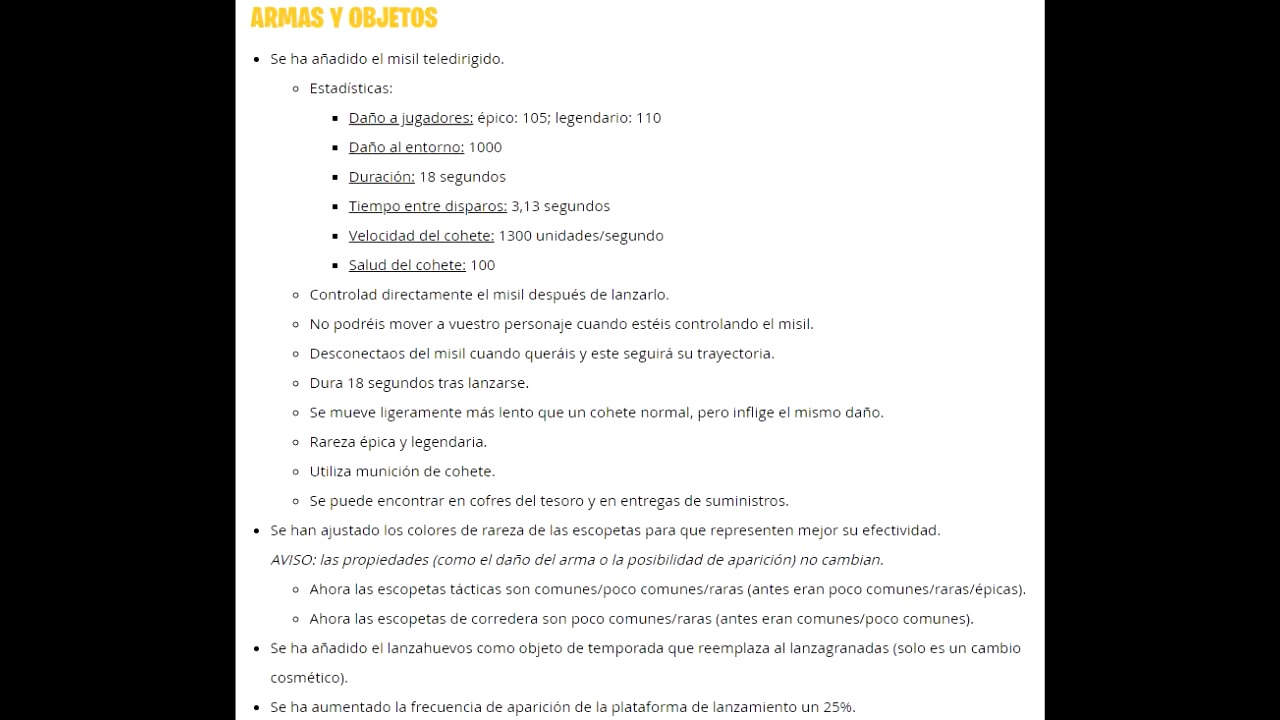 ARMAS Y OBJETOS
• Se ha añadido el misil teledirigido.
◦ Estadísticas:
▪ Daño a jugadores: épico: 105; legendario: 110
▪ Daño al entorno: 1000
▪ Duración: 18 segundos
▪ Tiempo entre disparos: 3,13 segundos
▪ Velocidad del cohete: 1300 unidades/segundo
▪ Salud del cohete: 100
◦ Controlad directamente el misil después de lanzarlo.
◦ No podréis mover a vuestro personaje cuando estéis controlando el misil.
◦ Desconectaos del misil cuando queráis y este seguirá su trayectoria.
◦ Dura 18 segundos tras lanzarse.
◦ Se mueve ligeramente más lento que un cohete normal, pero inflige el mismo daño.
◦ Rareza épica y legendaria.
◦ Utiliza munición de cohete.
◦ Se puede encontrar en cofres del tesoro y en entregas de suministros.
• Se han ajustado los colores de rareza de las escopetas para que representen mejor su efectividad.
AVISO: las propiedades (como el daño del arma o la posibilidad de aparición) no cambian.
◦ Ahora las escopetas tácticas son comunes/poco comunes/raras (antes eran poco comunes/raras/épicas).
◦ Ahora las escopetas de corredera son poco comunes/raras (antes eran comunes/poco comunes).
• Se ha añadido el lanzahuevos como objeto de temporada que reemplaza al lanzagranadas (solo es un cambio
cosmético).
• Se ha aumentado la frecuencia de aparición de la plataforma de lanzamiento un 25%.